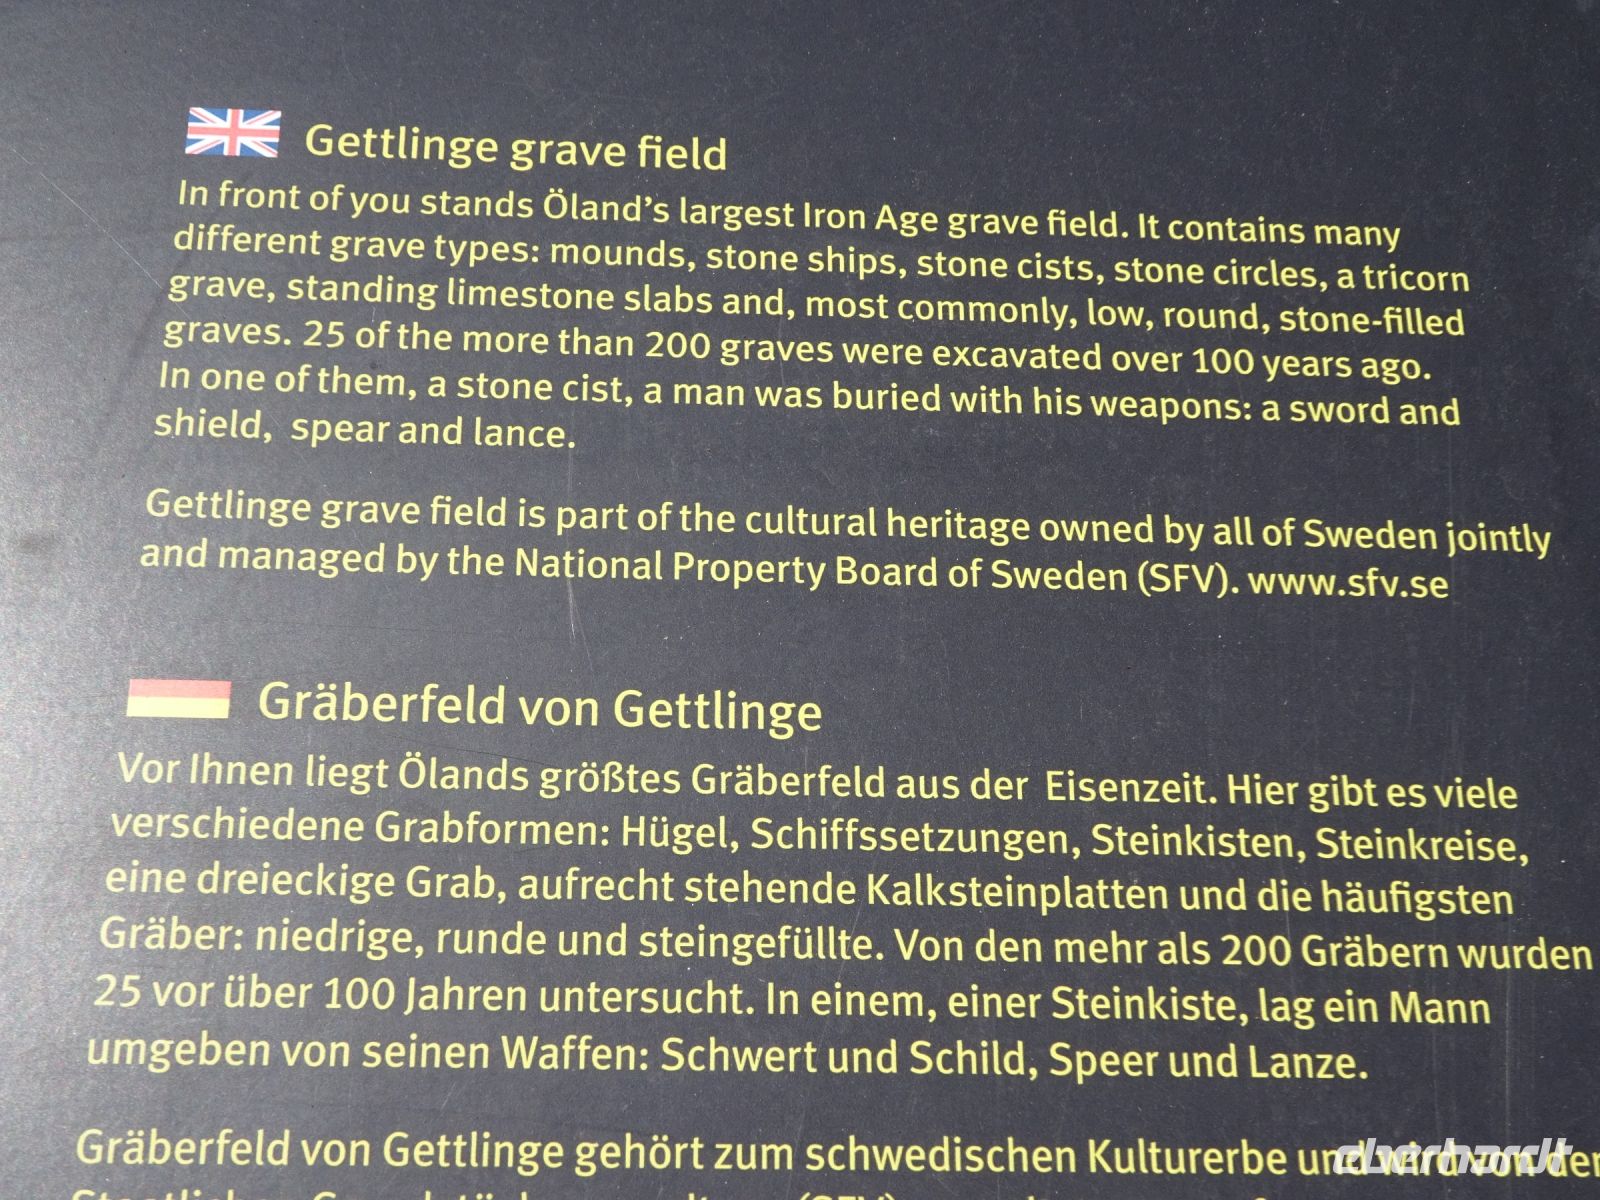 Gettlinge grave field
In front of you stands Öland's largest Iron Age grave field. It contains many
different grave types: mounds, stone ships, stone cists, stone circles, a tricorn
grave, standing limestone slabs and, most commonly, low, round, stone-filled
graves. 25 of the more than 200 graves were excavated over 100 years ago.
In one of them, a stone cist, a man was buried with his weapons: a sword and
shield, spear and lance.
Gettlinge grave field is part of the cultural heritage owned by all of Sweden jointly
and managed by the National Property Board of Sweden (SFV). www.sfv.se
Gräberfeld von Gettlinge
Vor Ihnen liegt Ölands größtes Gräberfeld aus der Eisenzeit. Hier gibt es viele
verschiedene Grabformen: Hügel, Schiffssetzungen, Steinkisten, Steinkreise,
eine dreieckige Grab, aufrecht stehende Kalksteinplatten und die häufigsten
Gräber: niedrige, runde und steingefüllte. Von den mehr als 200 Gräbern wurden
25 vor über 100 Jahren untersucht. In einem, einer Steinkiste, lag ein Mann
umgeben von seinen Waffen: Schwert und Schild, Speer und Lanze.
Gräberfeld von Gettlinge gehört zum schwedischen Kulturerbe und wird von der
(SFV)
eberhardt